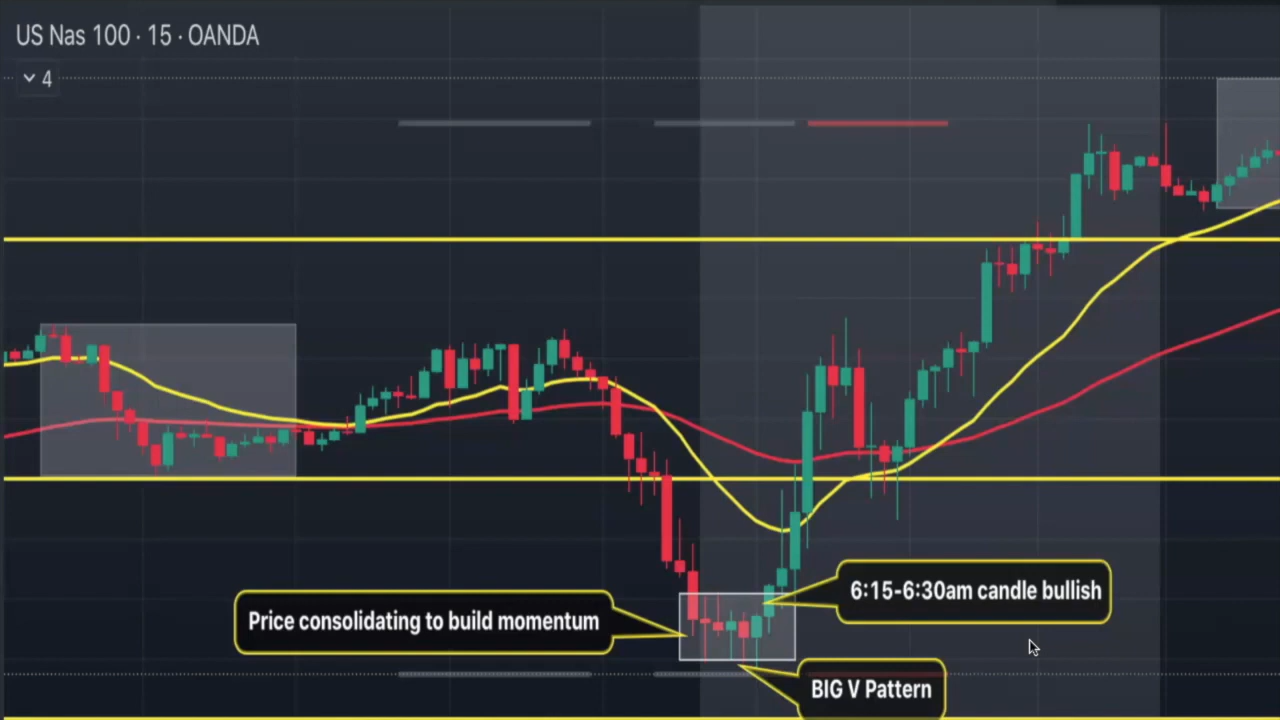 US Nas 100 · 15 · OANDA
4
Price consolidating to build momentum
6:15-6:30am candle bullish
BIG V Pattern